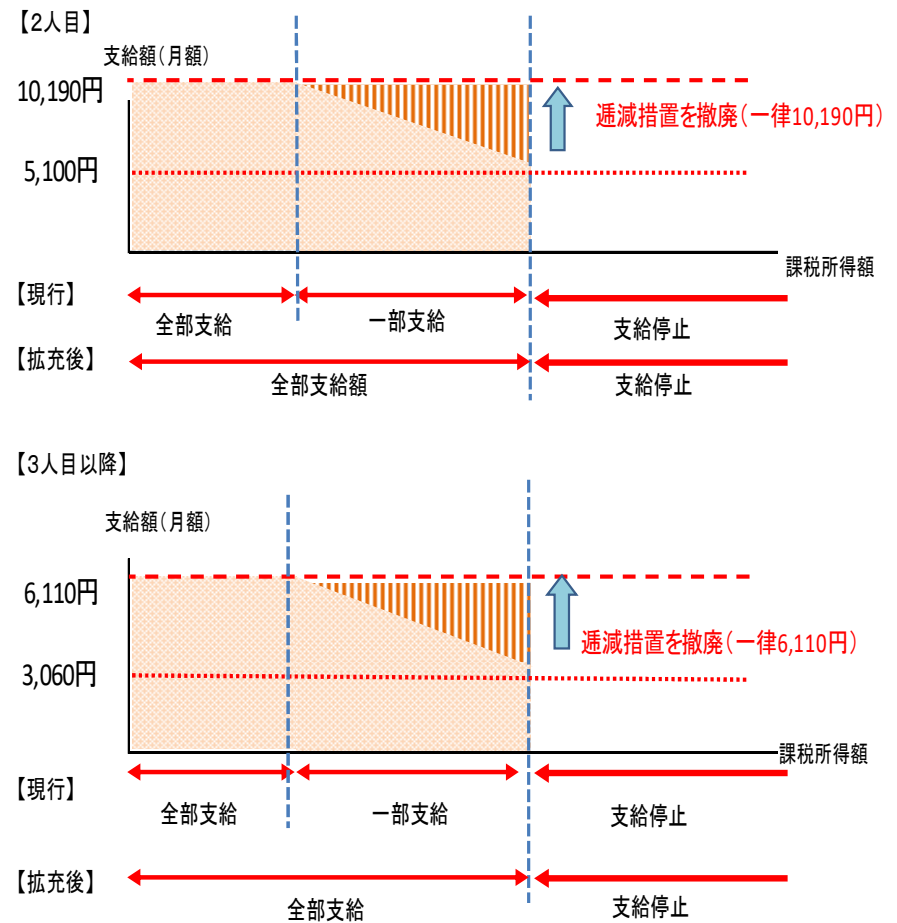 【2人目】
支給額(月額)
10,190円
逓減措置を撤廃(一律10,190円)
5,100円
課税所得額
【現行】
全部支給
一部支給
支給停止
【拡充後】
全部支給額
支給停止
【3人目以降】
支給額(月額)
6,110円
逓減措置を撤廃(一律6,110円)
3,060円
課税所得額
【現行】
全部支給
一部支給
支給停止
【拡充後】
全部支給
支給停止